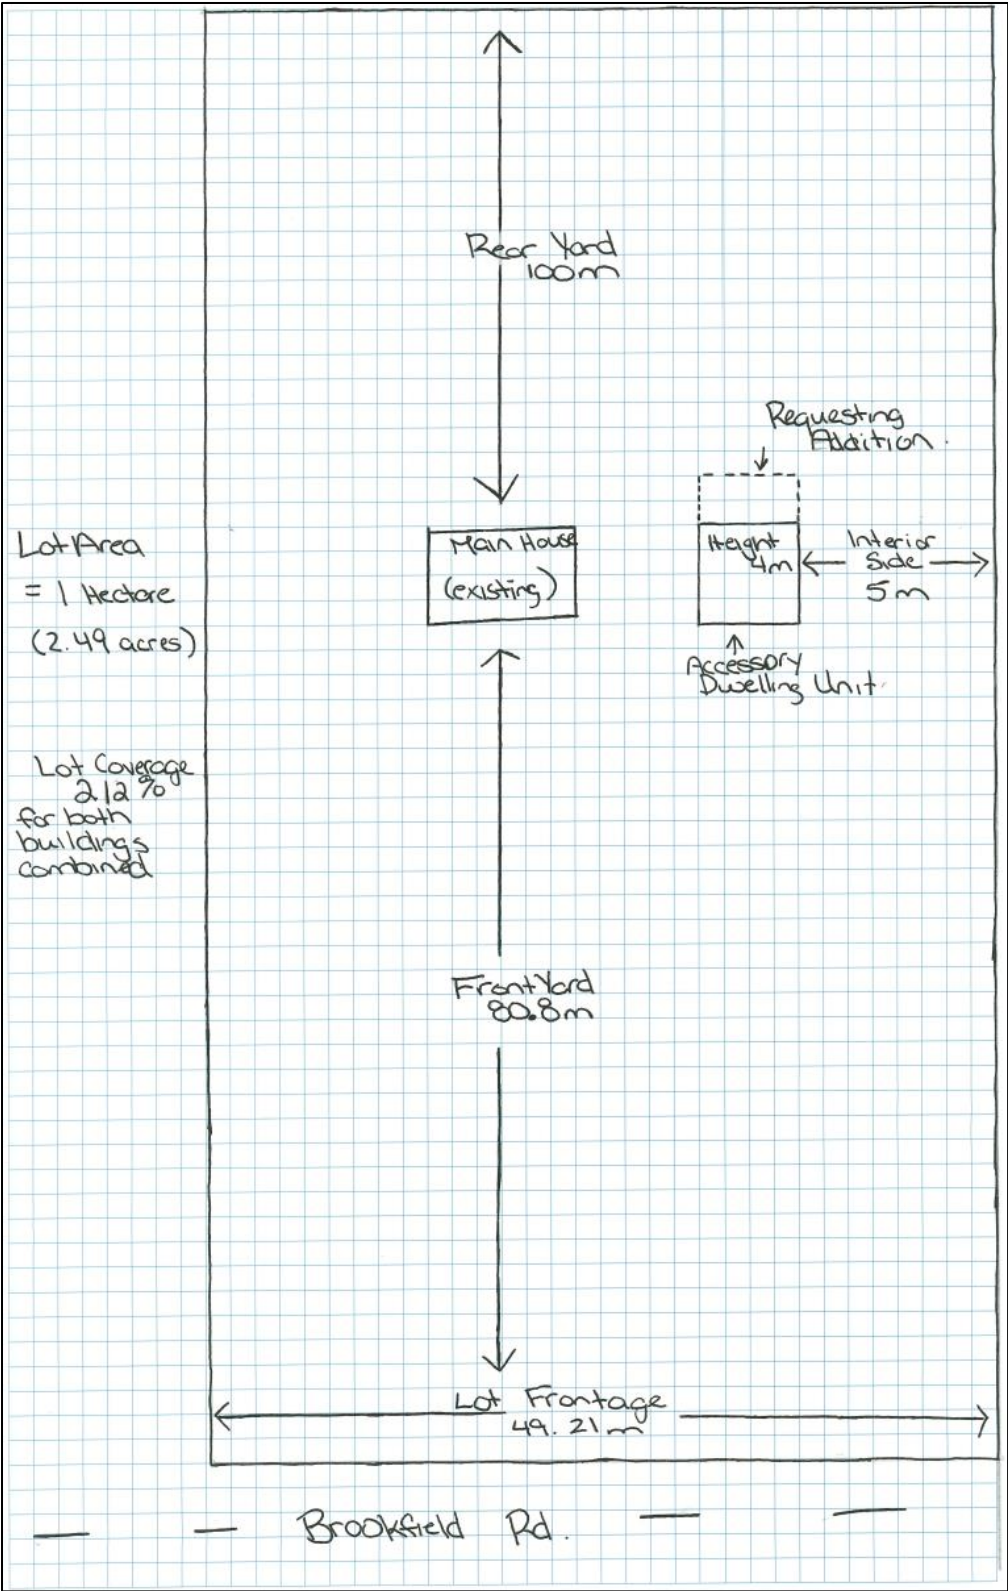 Rear Yard
100m
Requesting
Addition.
Lot Area
= 1 Hectare
(2.49 acres)
Main House
(existing)
Height
4m
Interior
Side
5m
Accessory
Dwelling Unit
Lot Coverage
2.12%
for both
buildings
combined
Front Yard
80.8m
Lot Frontage
49.21m
Brookfield Rd.